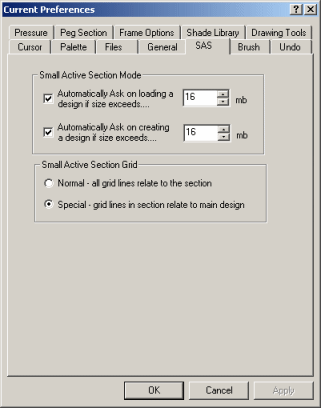 Current Preferences
Pressure Peg Section Frame Options Shade Library Drawing Tools
Cursor Palette Files General SAS Brush Undo
Small Active Section Mode
Automatically Ask on loading a 16 mb
design if size exceeds....
Automatically Ask on creating 16 mb
a design if size exceeds....
Small Active Section Grid
Normal - all grid lines relate to the section
Special - grid lines in section relate to main design
OK Cancel Apply